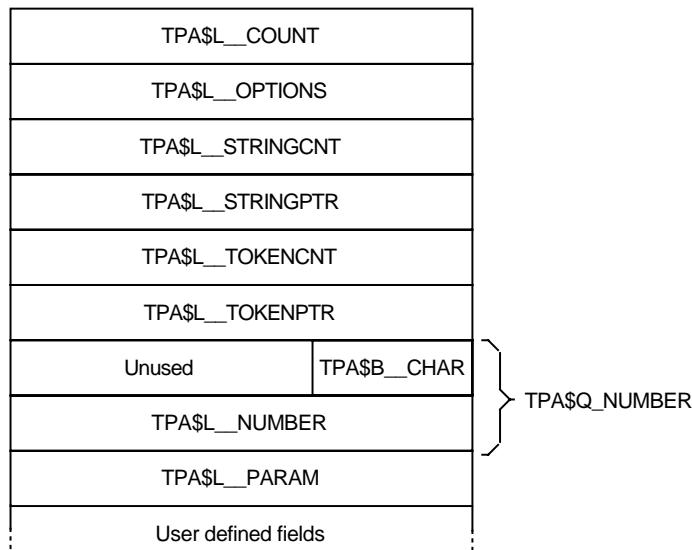 TPA$L__COUNT
TPA$L__OPTIONS
TPA$L__STRINGCNT
TPA$L__STRINGPTR
TPA$L__TOKENCNT
TPA$L__TOKENPTR
Unused TPA$B__CHAR
TPA$Q_NUMBER
TPA$L__NUMBER
TPA$L__PARAM
User defined fields